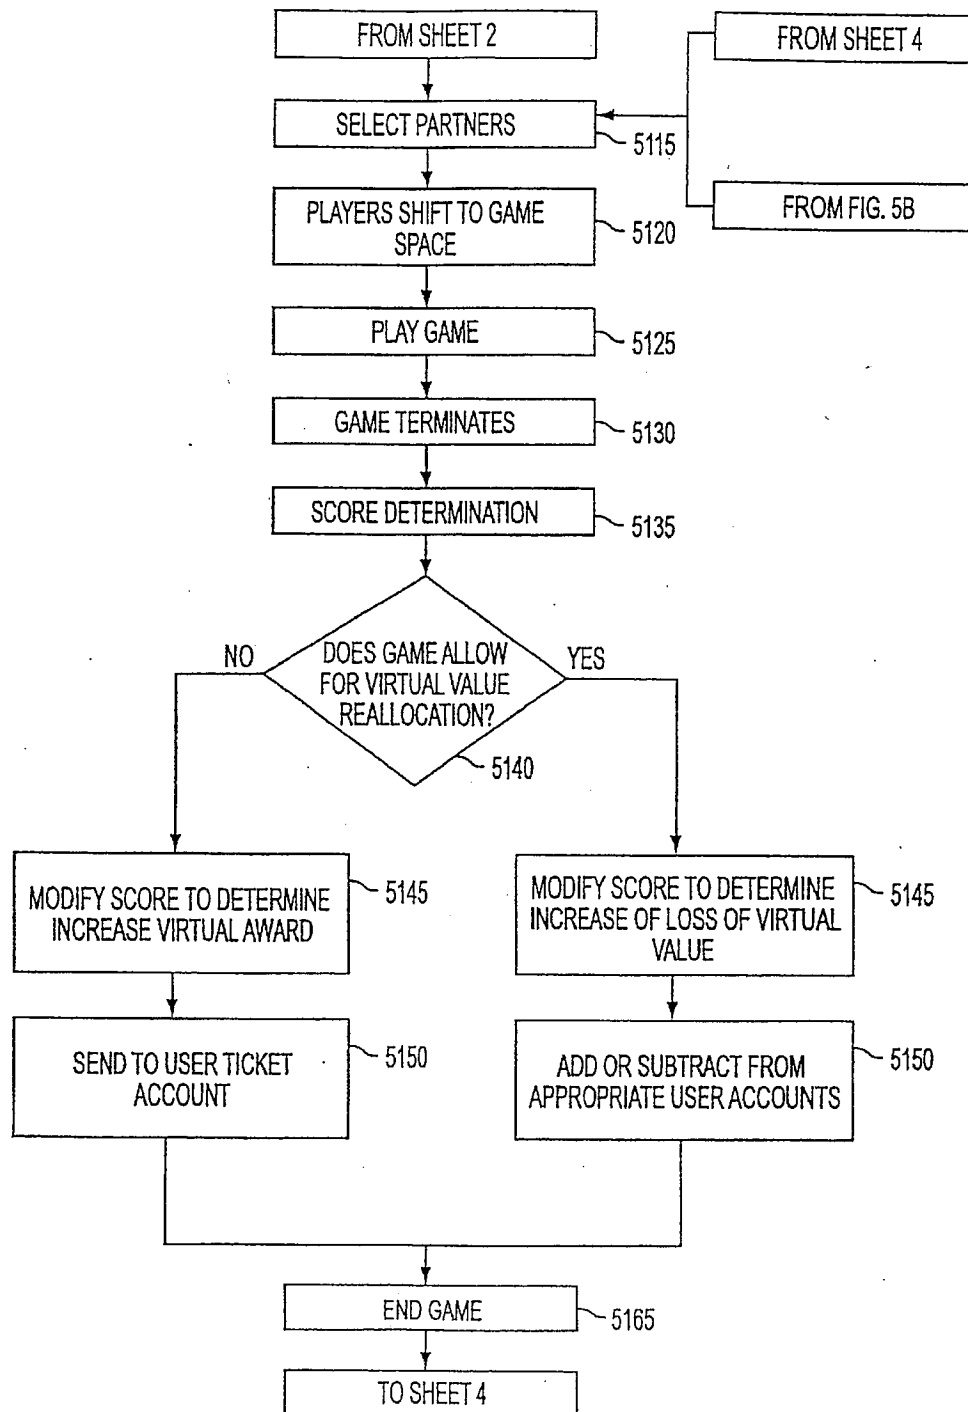 FROM SHEET 2
FROM SHEET 4
SELECT PARTNERS
5115
PLAYERS SHIFT TO GAME
SPACE
5120
FROM FIG. 5B
PLAY GAME
5125
GAME TERMINATES
5130
SCORE DETERMINATION
5135
NO
DOES GAME ALLOW
FOR VIRTUAL VALUE
REALLOCATION?
YES
5140
MODIFY SCORE TO DETERMINE
INCREASE VIRTUAL AWARD
5145
MODIFY SCORE TO DETERMINE
INCREASE OF LOSS OF VIRTUAL
VALUE
5145
SEND TO USER TICKET
ACCOUNT
5150
ADD OR SUBTRACT FROM
APPROPRIATE USER ACCOUNTS
5150
END GAME
5165
TO SHEET 4